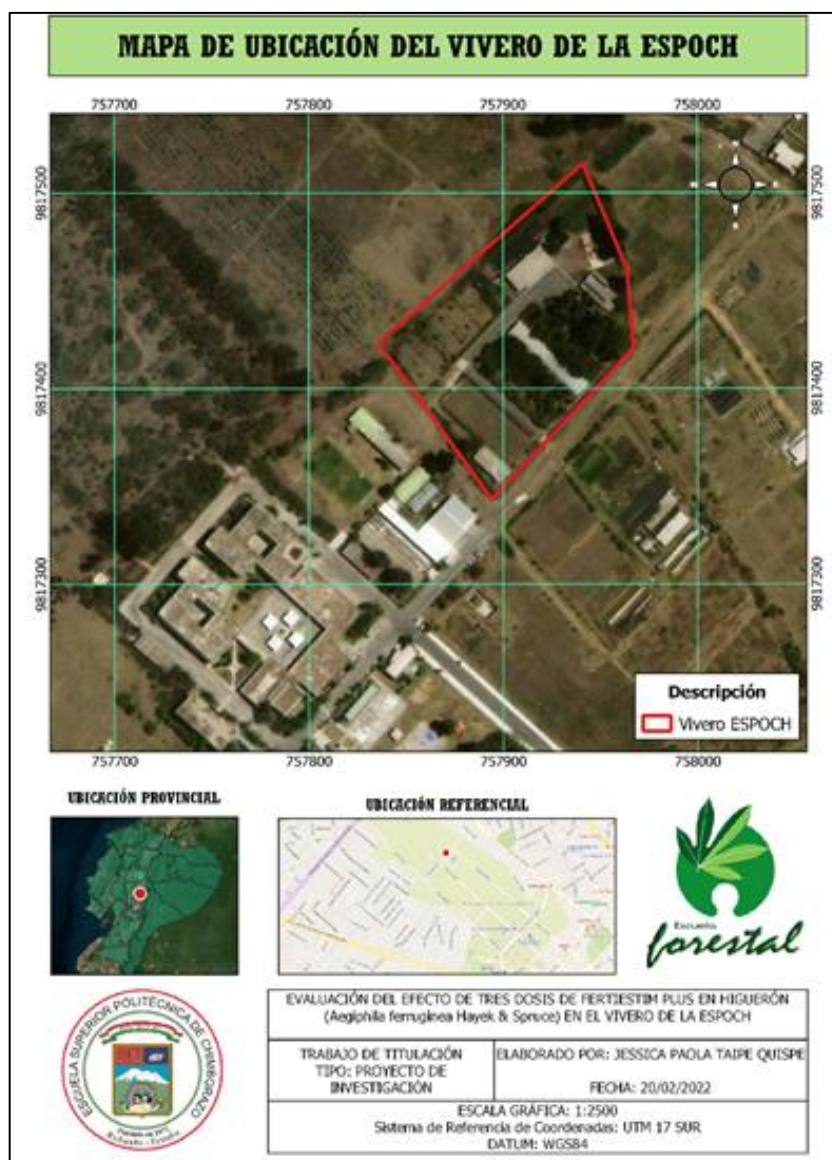 MAPA DE UBICACIÓN DEL VIVERO DE LA ESPOCH
757700 757800 757900 758000
9817500 9817500
9817400 9817400
9817300 9817300
Descripción
Vivero ESPOCH
757700 757800 757900 758000
UBICACIÓN PROVINCIAL
UBICACIÓN REFERENCIAL
Escuela
forestal
ESCUELA SUPERIOR POLITÉCNICA DE CHIMBORAZO
Riobamba - Ecuador
EVALUACIÓN DEL EFECTO DE TRES DOSIS DE FERTIESTIM PLUS EN HIGUERÓN
(Aegiphila ferruginea Hayek & Spruce) EN EL VIVERO DE LA ESPOCH
TRABAJO DE TITULACIÓN
TIPO: PROYECTO DE
INVESTIGACIÓN
ELABORADO POR: JESSICA PAOLA TAIPE QUISPE
FECHA: 20/02/2022
ESCALA GRÁFICA: 1:2500
Sistema de Referencia de Coordenadas: UTM 17 SUR
DATUM: WGS84